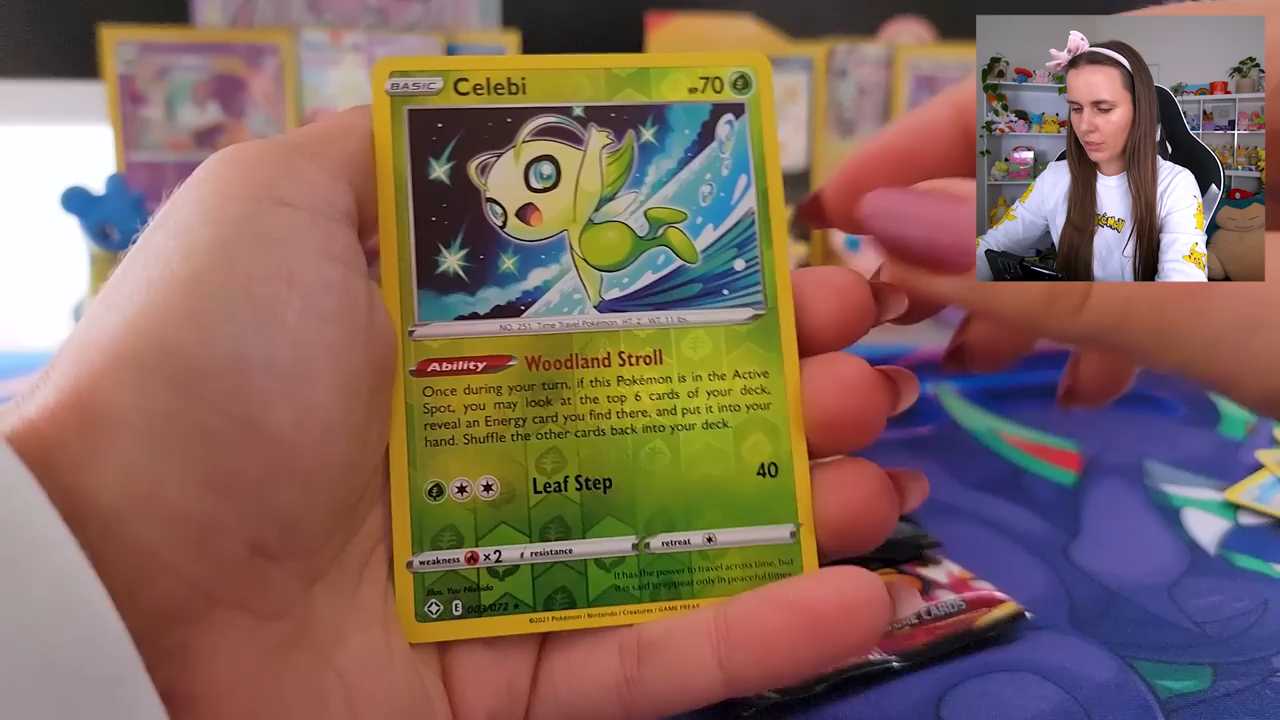 BASIC Celebi HP 70
NO. 251 Time Travel Pokémon HT: 2' WT: 11 lbs.
Ability Woodland Stroll
Once during your turn, if this Pokémon is in the Active
Spot, you may look at the top 6 cards of your deck,
reveal an Energy card you find there, and put it into your
hand. Shuffle the other cards back into your deck.
Leaf Step 40
weakness ×2 resistance retreat
It has the power to travel across time, but
it is said to appear only in peaceful times.
Illus. Yuu Nishida
E 003/072 ★
©2021 Pokémon / Nintendo / Creatures / GAME FREAK
CARDS
POKéMON